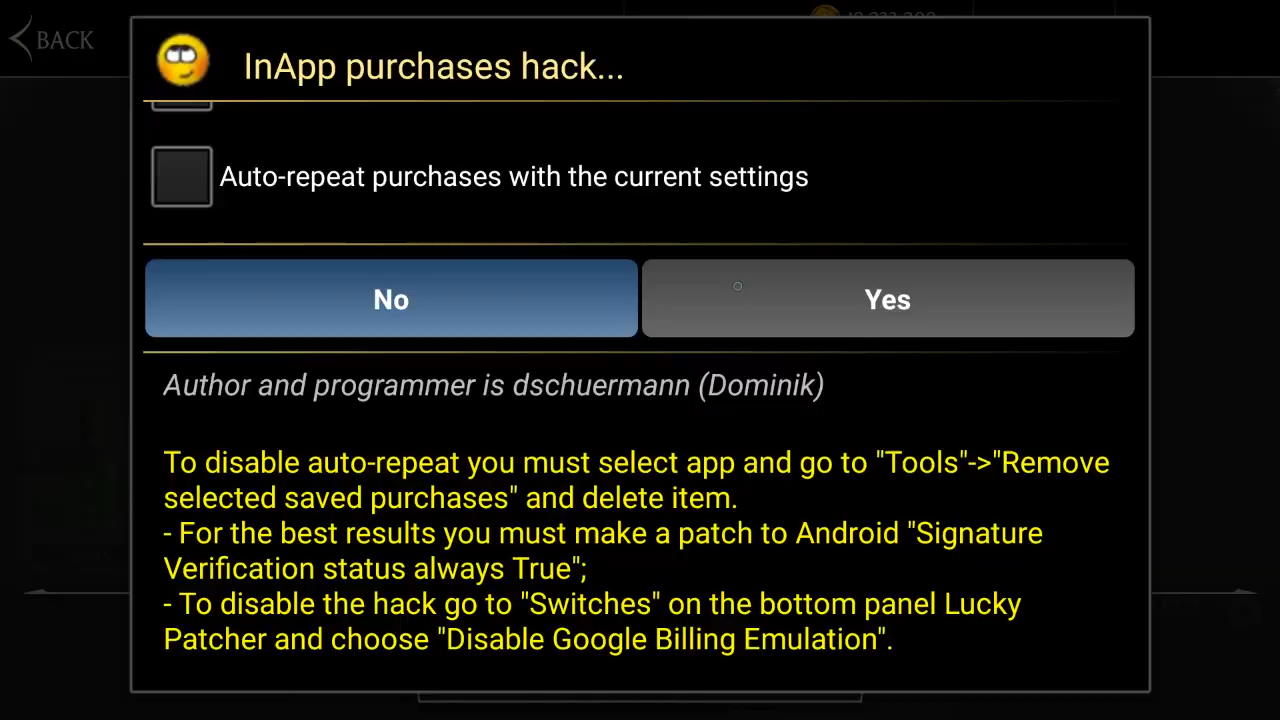 BACK
InApp purchases hack...
Auto-repeat purchases with the current settings
No
Yes
Author and programmer is dschuermann (Dominik)
To disable auto-repeat you must select app and go to "Tools"->"Remove
selected saved purchases" and delete item.
- For the best results you must make a patch to Android "Signature
Verification status always True";
- To disable the hack go to "Switches" on the bottom panel Lucky
Patcher and choose "Disable Google Billing Emulation".